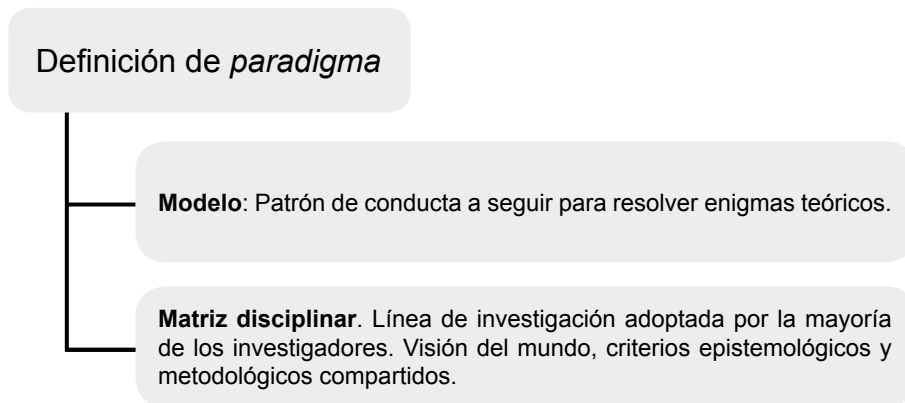 Definición de paradigma
Modelo: Patrón de conducta a seguir para resolver enigmas teóricos.
Matriz disciplinar. Línea de investigación adoptada por la mayoría
de los investigadores. Visión del mundo, criterios epistemológicos y
metodológicos compartidos.